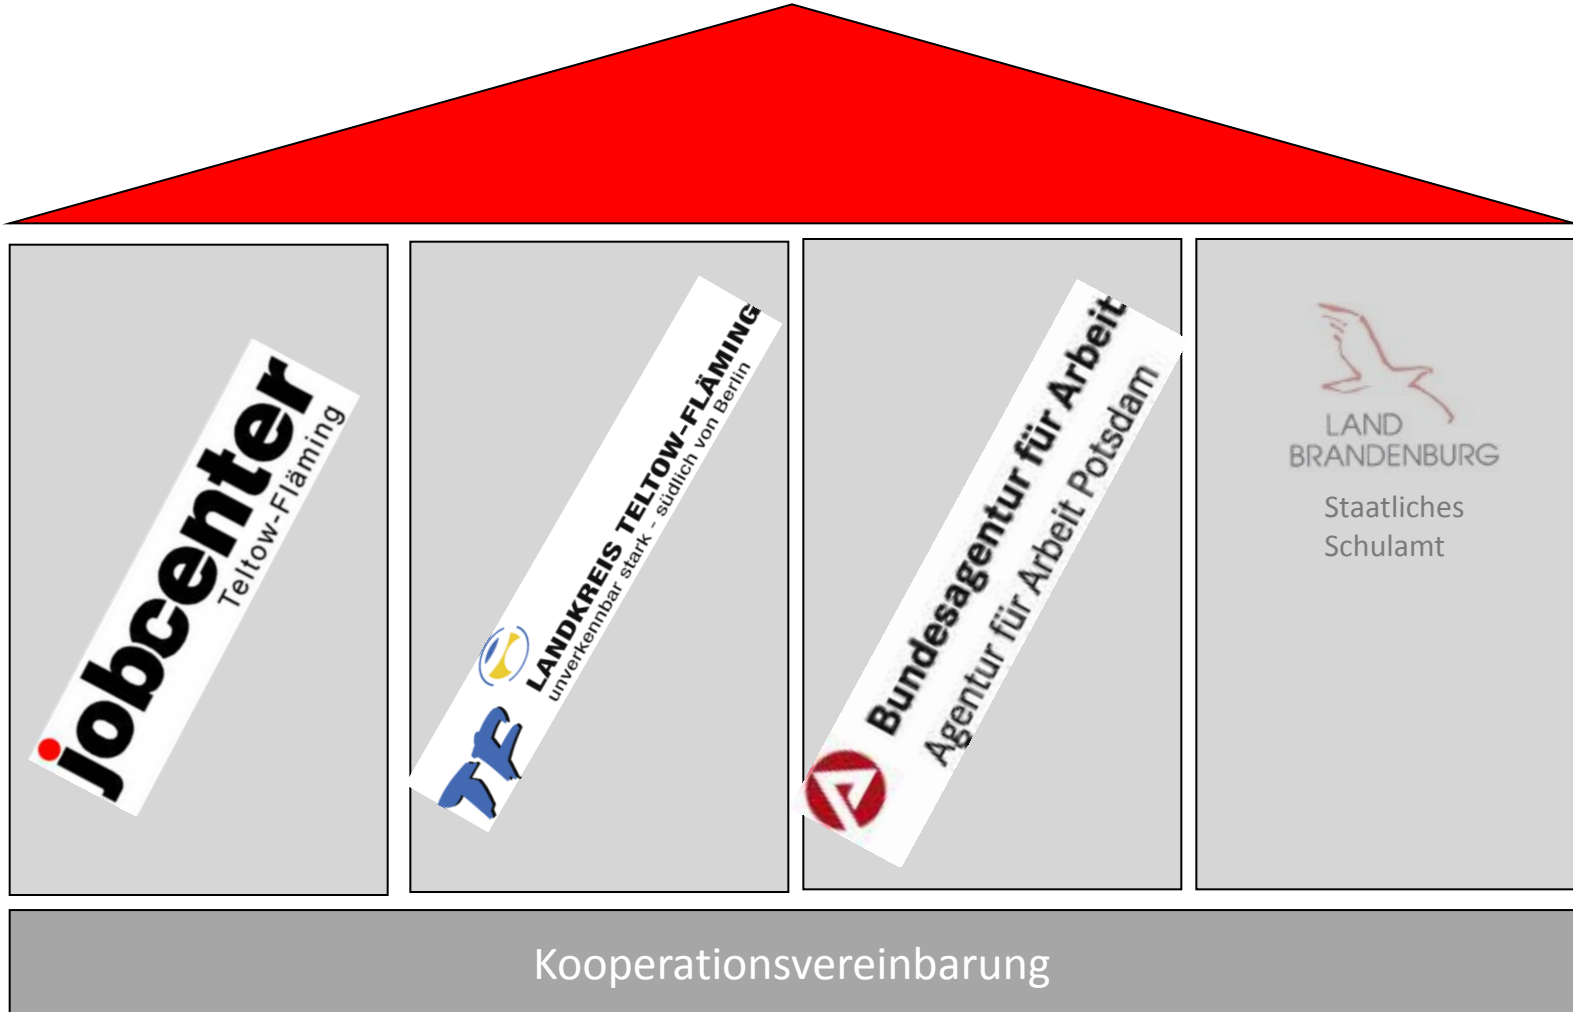 jobcenter
Teltow-Fläming
TF
LANDKREIS TELTOW-FLÄMING
unverkennbar stark - südlich von Berlin
Bundesagentur für Arbeit
Agentur für Arbeit Potsdam
LAND
BRANDENBURG
Staatliches
Schulamt
Kooperationsvereinbarung